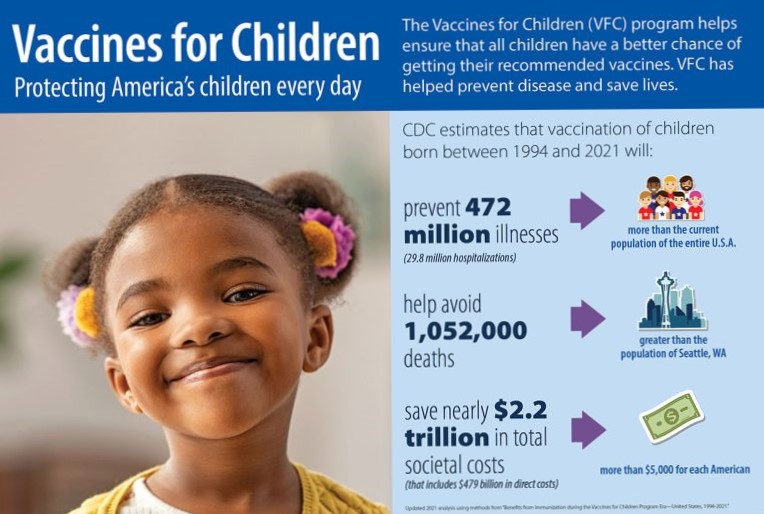 Vaccines for Children
Protecting America's children every day
The Vaccines for Children (VFC) program helps
ensure that all children have a better chance of
getting their recommended vaccines. VFC has
helped prevent disease and save lives.
CDC estimates that vaccination of children
born between 1994 and 2021 will:
prevent 472
million illnesses
(29.8 million hospitalizations)
more than the current
population of the entire U.S.A.
help avoid
1,052,000
deaths
greater than the
population of Seattle, WA
save nearly $2.2
trillion in total
societal costs
(that includes $479 billion in direct costs)
more than $5,000 for each American
Updated 2021 analysis using methods from "Benefits from Immunization during the Vaccines for Children Program Era—United States, 1994-2021"